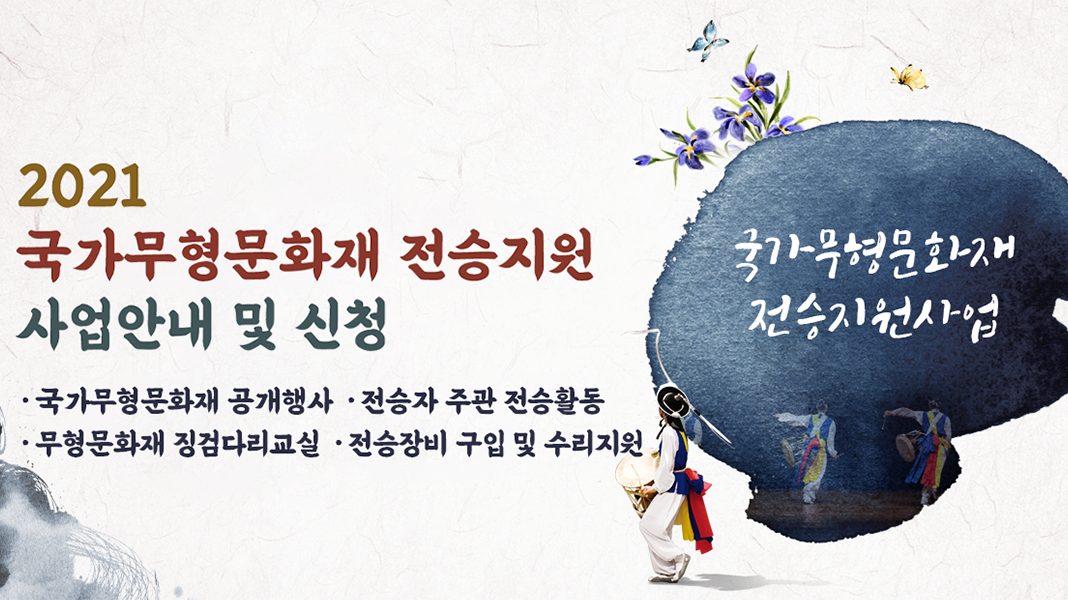 2021
국가무형문화재 전승지원
사업안내 및 신청
· 국가무형문화재 공개행사 · 전승자 주관 전승활동
· 무형문화재 징검다리교실 · 전승장비 구입 및 수리지원
국가무형문화재
전승지원사업